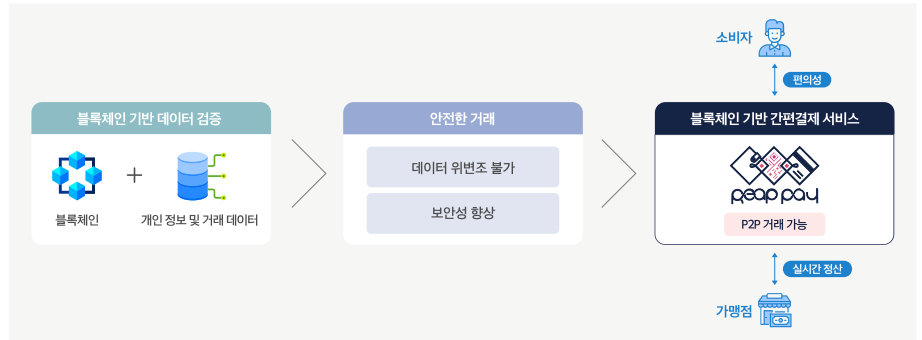 소비자
편의성
블록체인 기반 데이터 검증
블록체인
+
개인 정보 및 거래 데이터
안전한 거래
데이터 위변조 불가
보안성 향상
블록체인 기반 간편결제 서비스
reap pay
P2P 거래 가능
실시간 정산
가맹점